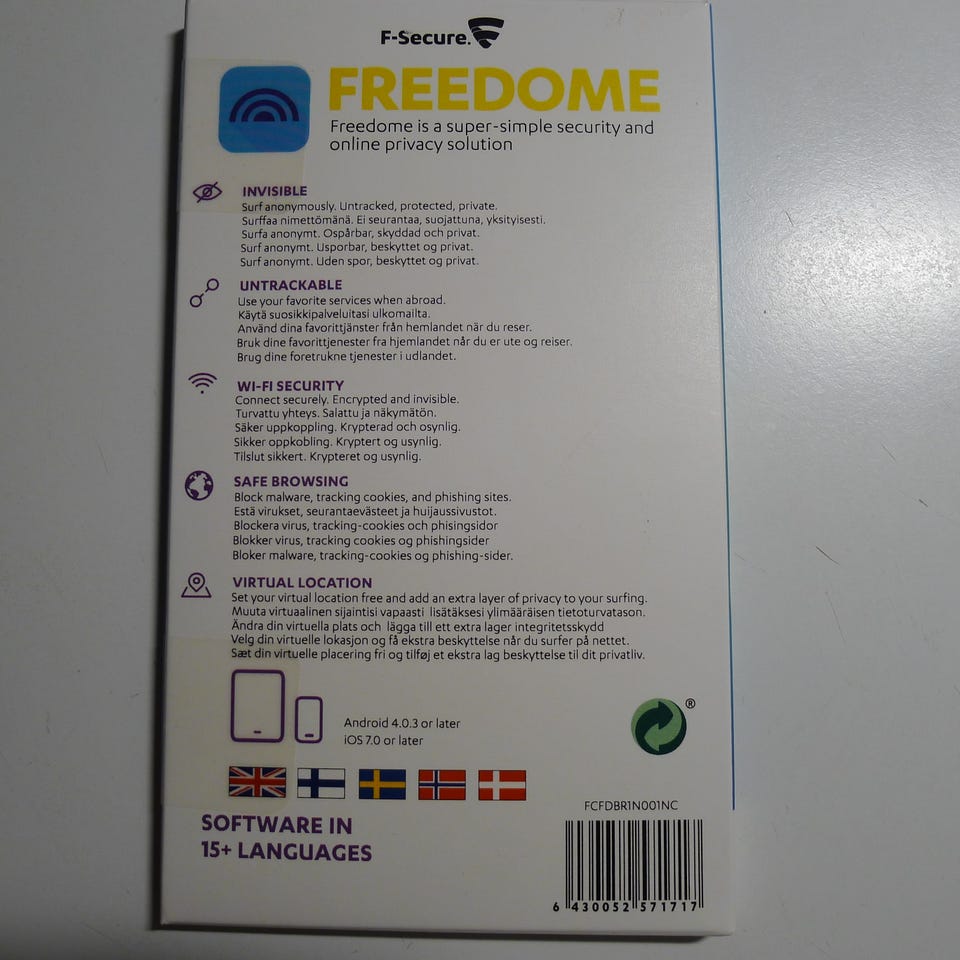 F-Secure.
FREEDOME
Freedome is a super-simple security and
online privacy solution
INVISIBLE
Surf anonymously. Untracked, protected, private.
Surffaa nimettömänä. Ei seurantaa, suojattuna, yksityisesti.
Surfa anonymt. Ospårbar, skyddad och privat.
Surf anonymt. Usporbar, beskyttet og privat.
Surf anonymt. Uden spor, beskyttet og privat.
UNTRACKABLE
Use your favorite services when abroad.
Käytä suosikkipalveluitasi ulkomailta.
Använd dina favorittjänster från hemlandet när du reser.
Bruk dine favorittjenester fra hjemlandet når du er ute og reiser.
Brug dine foretrukne tjenester i udlandet.
WI-FI SECURITY
Connect securely. Encrypted and invisible.
Turvattu yhteys. Salattu ja näkymätön.
Säker uppkoppling. Krypterad och osynlig.
Sikker oppkobling. Kryptert og usynlig.
Tilslut sikkert. Krypteret og usynlig.
SAFE BROWSING
Block malware, tracking cookies, and phishing sites.
Estä virukset, seurantaevästeet ja huijaussivustot.
Blockera virus, tracking-cookies och phisingsidor
Blokker virus, tracking cookies og phishingsider
Bloker malware, tracking-cookies og phishing-sider.
VIRTUAL LOCATION
Set your virtual location free and add an extra layer of privacy to your surfing.
Muuta virtuaalinen sijaintisi vapaasti lisätäksesi ylimääräisen tietoturvatason.
Ändra din virtuella plats och lägga till ett extra lager integritetsskydd
Velg din virtuelle lokasjon og få ekstra beskyttelse når du surfer på nettet.
Sæt din virtuelle placering fri og tilføj et ekstra lag beskyttelse til dit privatliv.
Android 4.0.3 or later
iOS 7.0 or later
®
SOFTWARE IN
15+ LANGUAGES
FCFDBR1N001NC
6 430052 571717